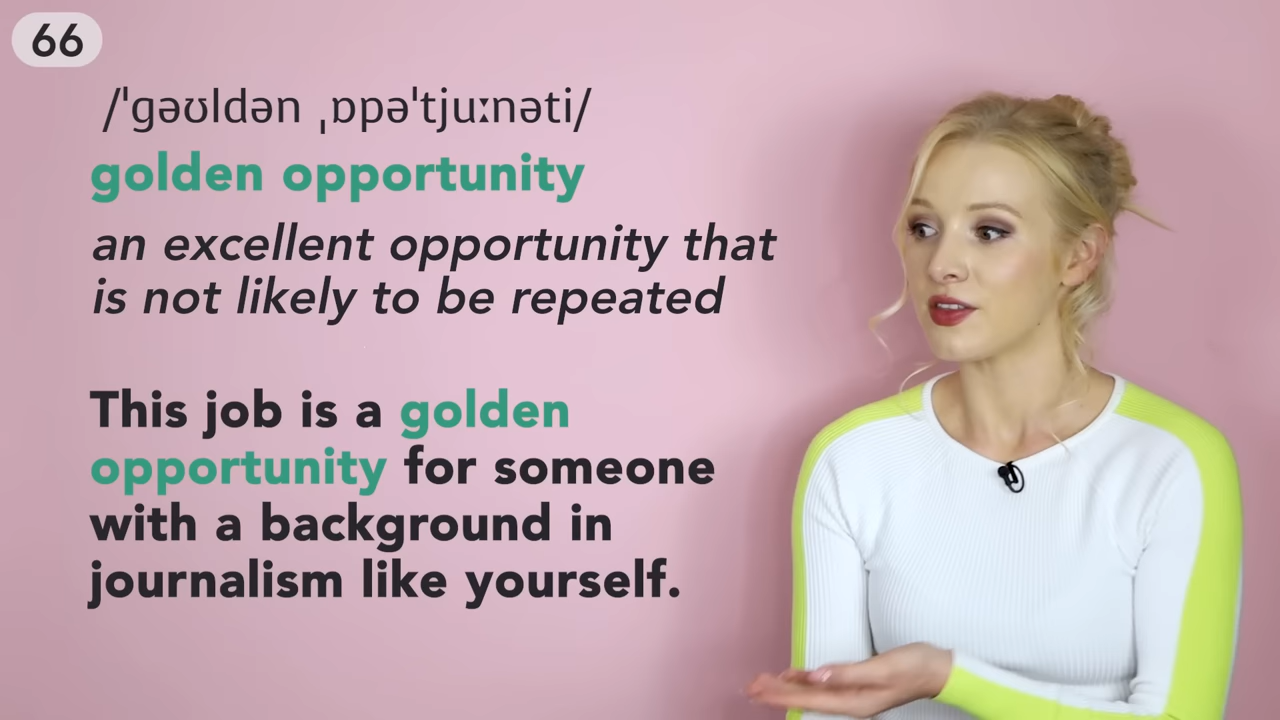 66
/ˈɡəʊldən ˌɒpəˈtjuːnəti/
golden opportunity
an excellent opportunity that
is not likely to be repeated
This job is a golden
opportunity for someone
with a background in
journalism like yourself.